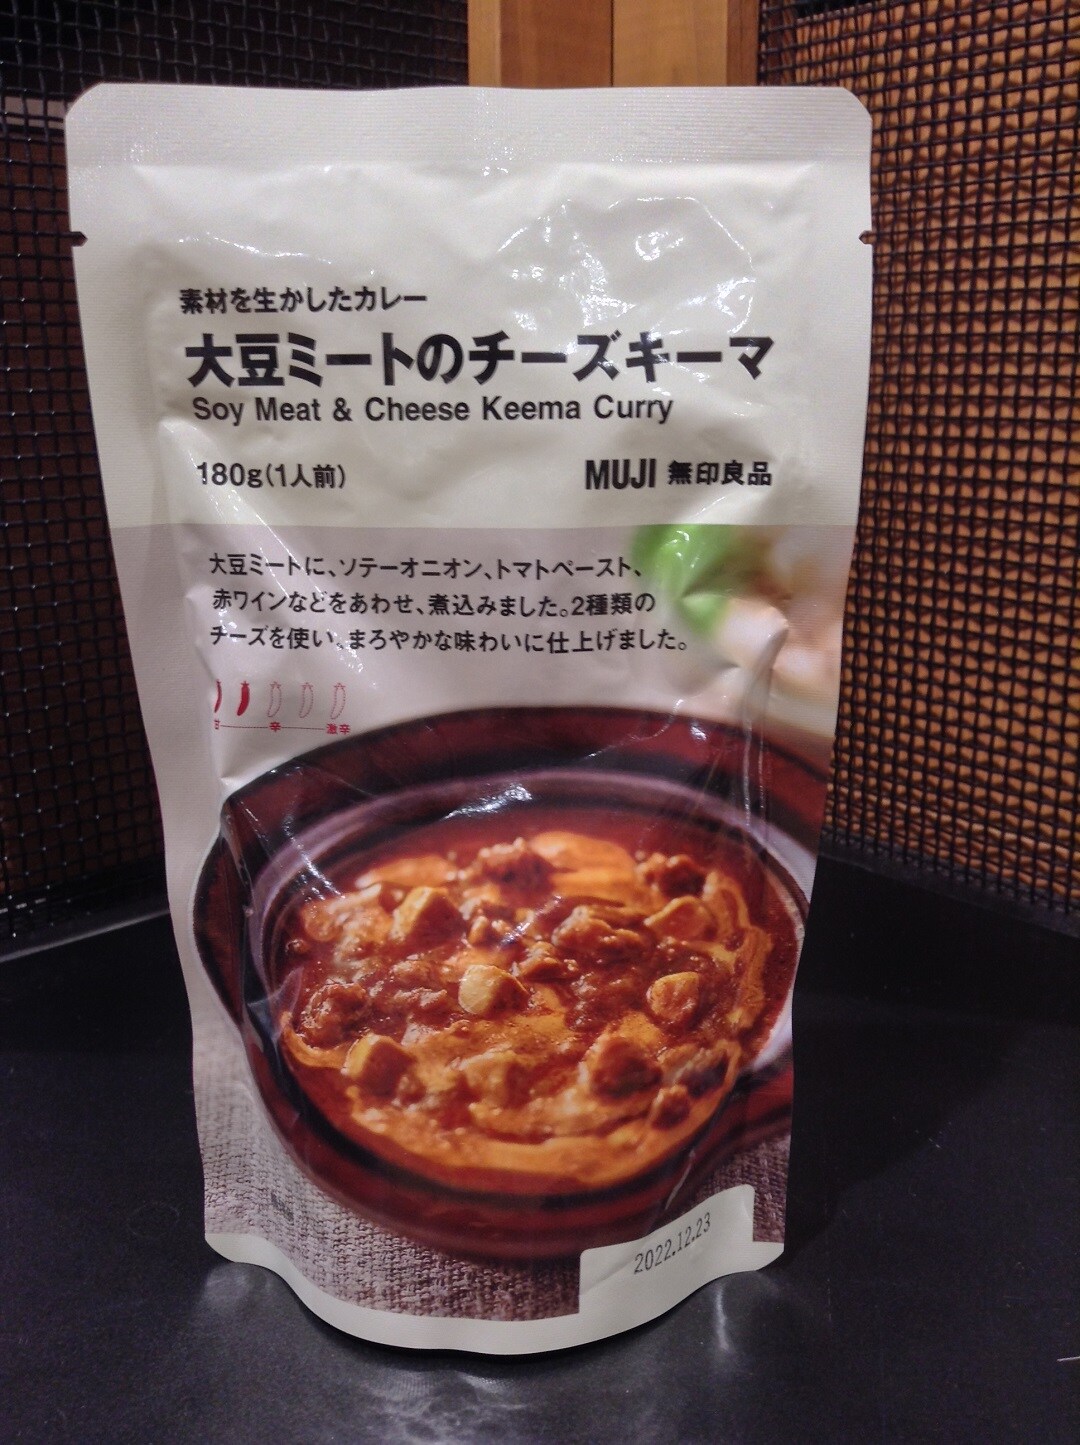 素材を生かしたカレー
大豆ミートのチーズキーマ
Soy Meat & Cheese Keema Curry
180g(1人前)
MUJI 無印良品
大豆ミートに、ソテーオニオン、トマトペースト、
赤ワインなどをあわせ、煮込みました。2種類の
チーズを使い、まろやかな味わいに仕上げました。
甘 辛 激辛
2022.12.23